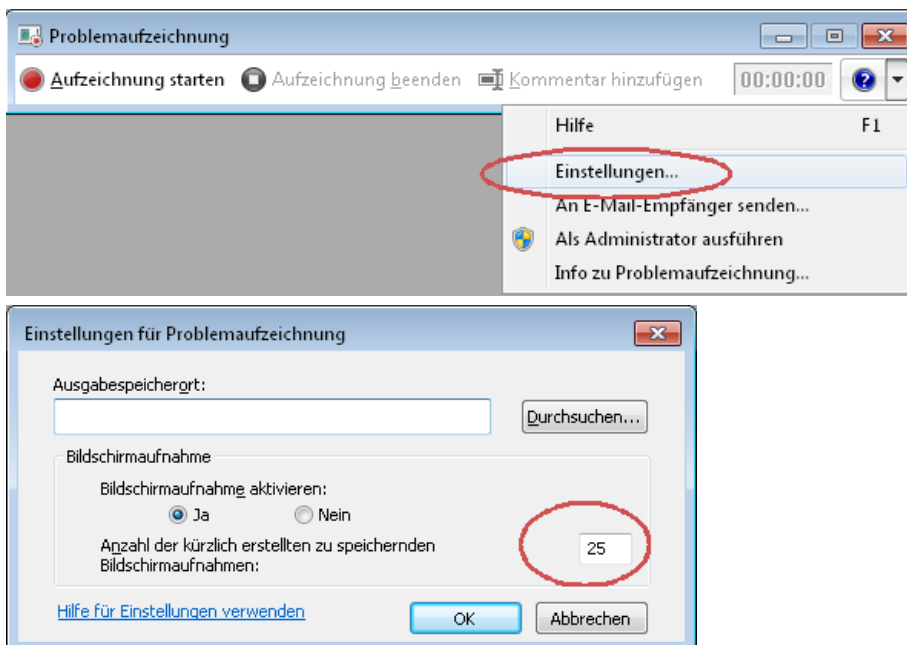 Problemaufzeichnung
Aufzeichnung starten Aufzeichnung beenden Kommentar hinzufügen 00:00:00
Hilfe F1
Einstellungen...
An E-Mail-Empfänger senden...
Als Administrator ausführen
Info zu Problemaufzeichnung...
Einstellungen für Problemaufzeichnung
Ausgabespeicherort:
Durchsuchen...
Bildschirmaufnahme
Bildschirmaufnahme aktivieren:
Ja Nein
Anzahl der kürzlich erstellten zu speichernden 25
Bildschirmaufnahmen:
Hilfe für Einstellungen verwenden OK Abbrechen